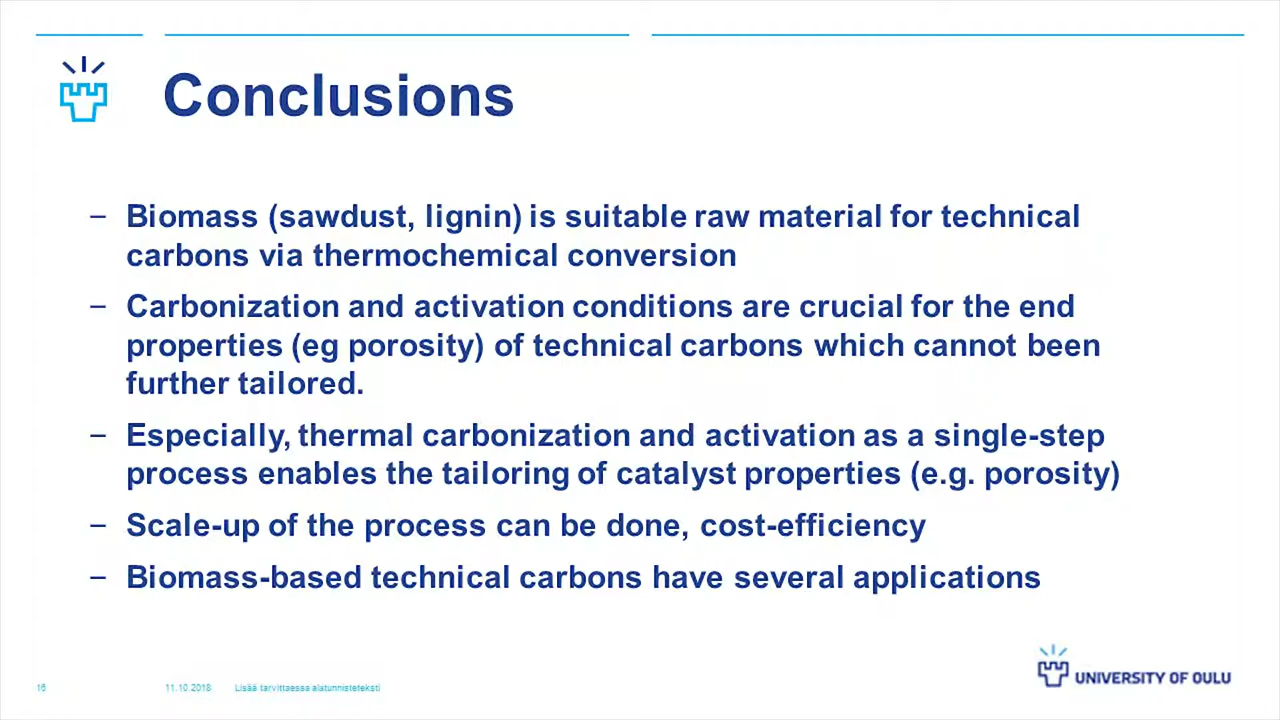 Conclusions
– Biomass (sawdust, lignin) is suitable raw material for technical
carbons via thermochemical conversion
– Carbonization and activation conditions are crucial for the end
properties (eg porosity) of technical carbons which cannot been
further tailored.
– Especially, thermal carbonization and activation as a single-step
process enables the tailoring of catalyst properties (e.g. porosity)
– Scale-up of the process can be done, cost-efficiency
– Biomass-based technical carbons have several applications
16 11.10.2018 Lisää tarvittaessa alatunnisteteksti
UNIVERSITY OF OULU